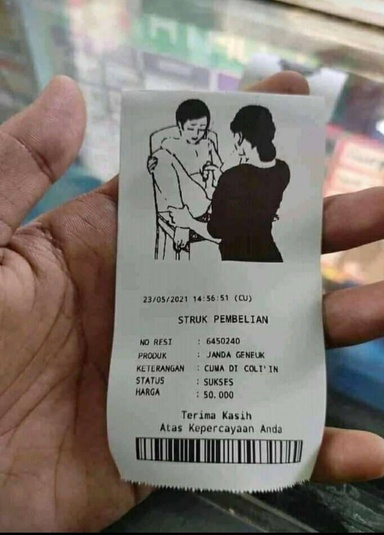 23/05/2021 14:56:51 (CU)
STRUK PEMBELIAN
NO RESI : 6450240
PRODUK : JANDA GENEUK
KETERANGAN : CUMA DI COLI'IN
STATUS : SUKSES
HARGA : 50.000
Terima Kasih
Atas Kepercayaan Anda